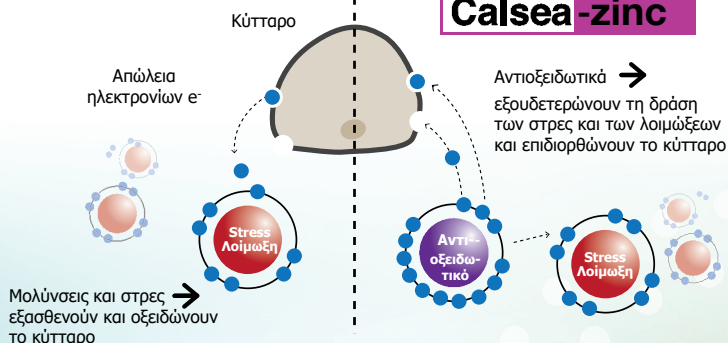 Κύτταρο
Calsea-zinc
Απώλεια
ηλεκτρονίων e-
Αντιοξειδωτικά ➔
εξουδετερώνουν τη δράση
των στρες και των λοιμώξεων
και επιδιορθώνουν το κύτταρο
Stress
Λοίμωξη
Αντι-
οξειδω-
τικό
Stress
Λοίμωξη
Μολύνσεις και στρες ➔
εξασθενούν και οξειδώνουν
το κύτταρο